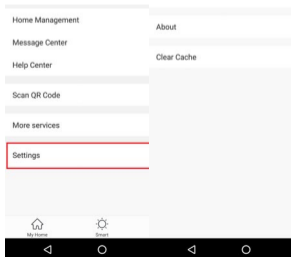 Home Management
Message Center
Help Center
Scan QR Code
More services
Settings
My Home
Smart
About
Clear Cache